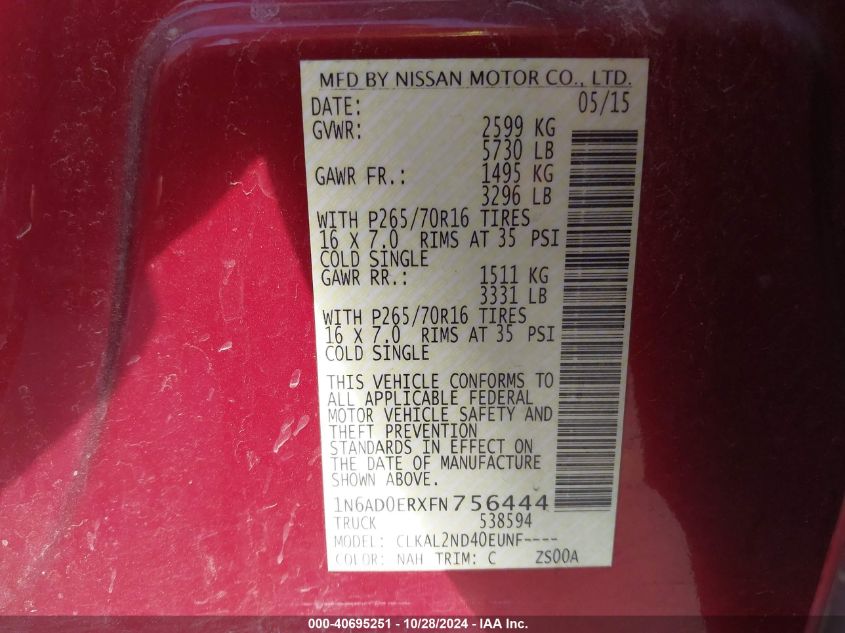 MFD BY NISSAN MOTOR CO., LTD.
DATE: 05/15
GVWR: 2599 KG
5730 LB
GAWR FR.: 1495 KG
3296 LB
WITH P265/70R16 TIRES
16 X 7.0 RIMS AT 35 PSI
COLD SINGLE
GAWR RR.: 1511 KG
3331 LB
WITH P265/70R16 TIRES
16 X 7.0 RIMS AT 35 PSI
COLD SINGLE
THIS VEHICLE CONFORMS TO
ALL APPLICABLE FEDERAL
MOTOR VEHICLE SAFETY AND
THEFT PREVENTION
STANDARDS IN EFFECT ON
THE DATE OF MANUFACTURE
SHOWN ABOVE.
1N6AD0ERXFN756444
TRUCK 538594
MODEL: CLKAL2ND40EUNF----
COLOR: NAH TRIM: C ZS00A
000-40695251 - 10/28/2024 - IAA Inc.